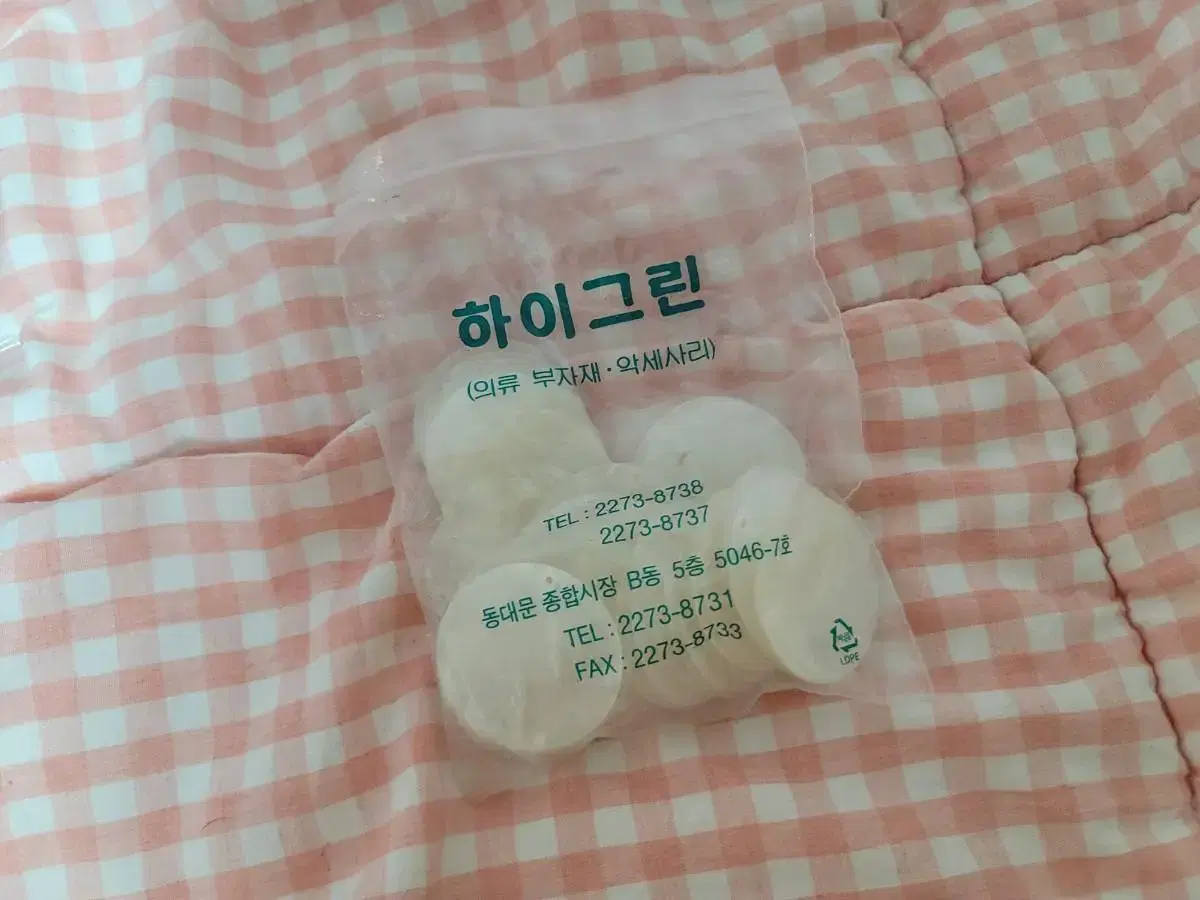 하이그린
(의류 부자재·악세사리)
TEL : 2273-8738
2273-8737
동대문 종합시장 B동 5층 5046-7호
TEL : 2273-8731
FAX : 2273-8733
LDPE